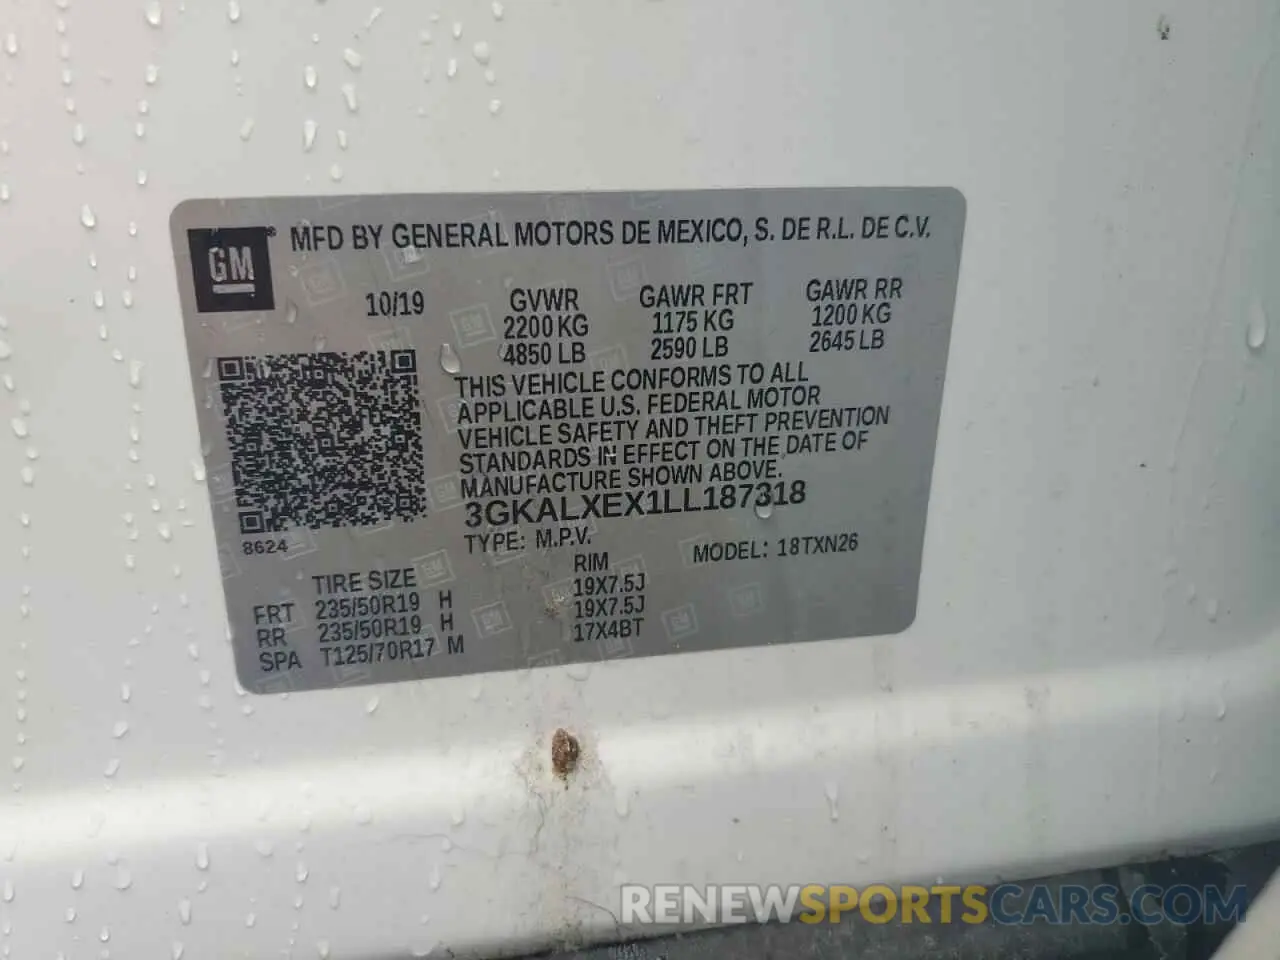 GM® MFD BY GENERAL MOTORS DE MEXICO, S. DE R.L. DE C.V.
10/19 GVWR GAWR FRT GAWR RR
2200 KG 1175 KG 1200 KG
4850 LB 2590 LB 2645 LB
THIS VEHICLE CONFORMS TO ALL
APPLICABLE U.S. FEDERAL MOTOR
VEHICLE SAFETY AND THEFT PREVENTION
STANDARDS IN EFFECT ON THE DATE OF
MANUFACTURE SHOWN ABOVE.
3GKALXEX1LL187318
8624 TYPE: M.P.V. MODEL: 18TXN26
TIRE SIZE RIM
FRT 235/50R19 H 19X7.5J
RR 235/50R19 H 19X7.5J
SPA T125/70R17 M 17X4BT
RENEWSPORTSCARS.COM